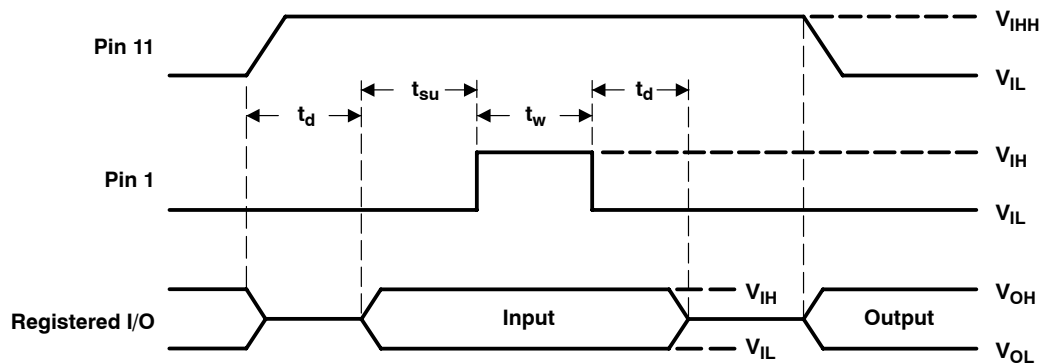 Pin 11
V_IHH
V_IL
t_d
t_su
t_w
t_d
Pin 1
V_IH
V_IL
Registered I/O
Input
V_IH
V_IL
Output
V_OH
V_OL